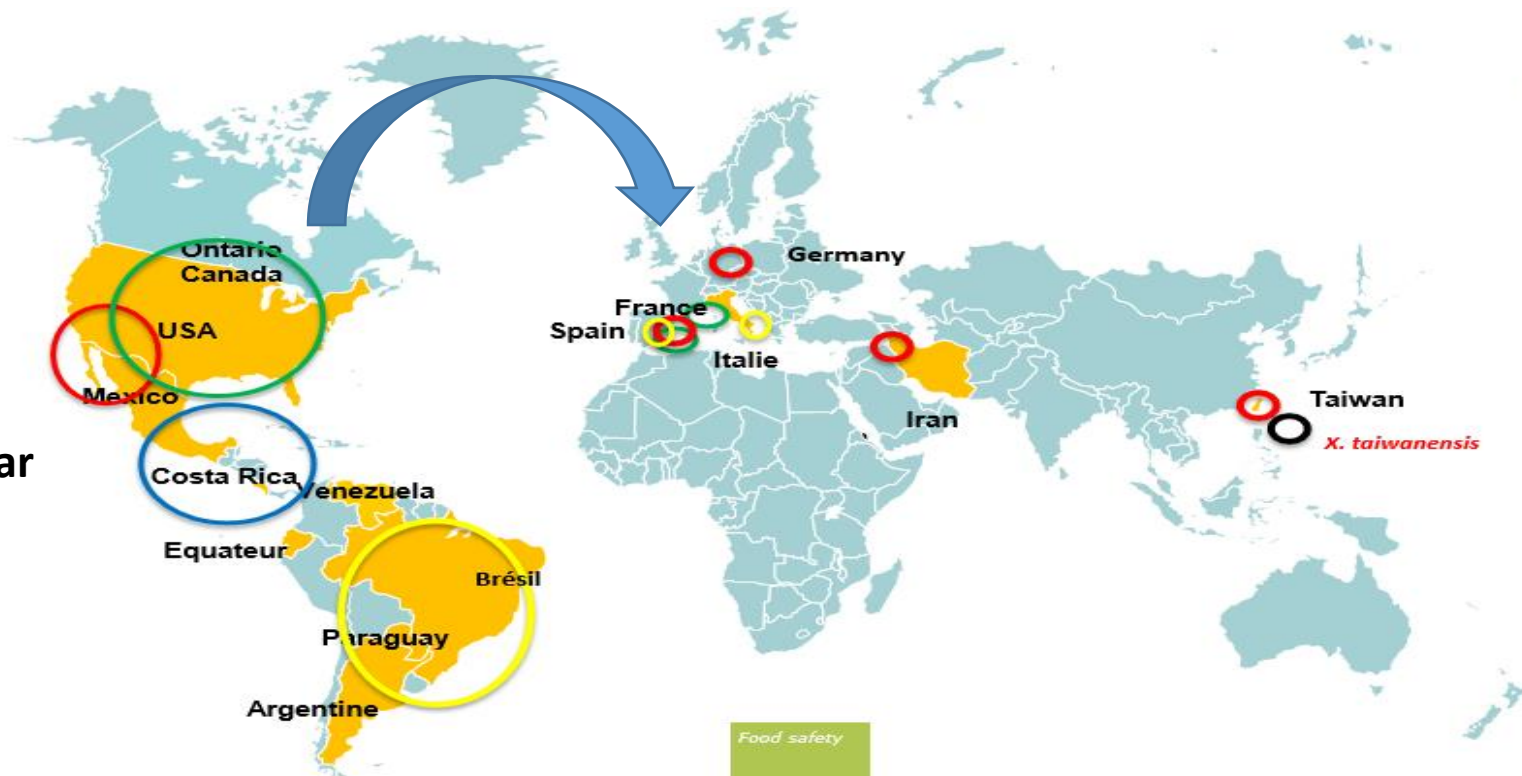 Ontario
Canada
USA
Mexico
ar
Costa Rica
Venezuela
Equateur
Brésil
Paraguay
Argentine
Germany
France
Spain
Italie
Iran
Taiwan
X. taiwanensis
Food safety